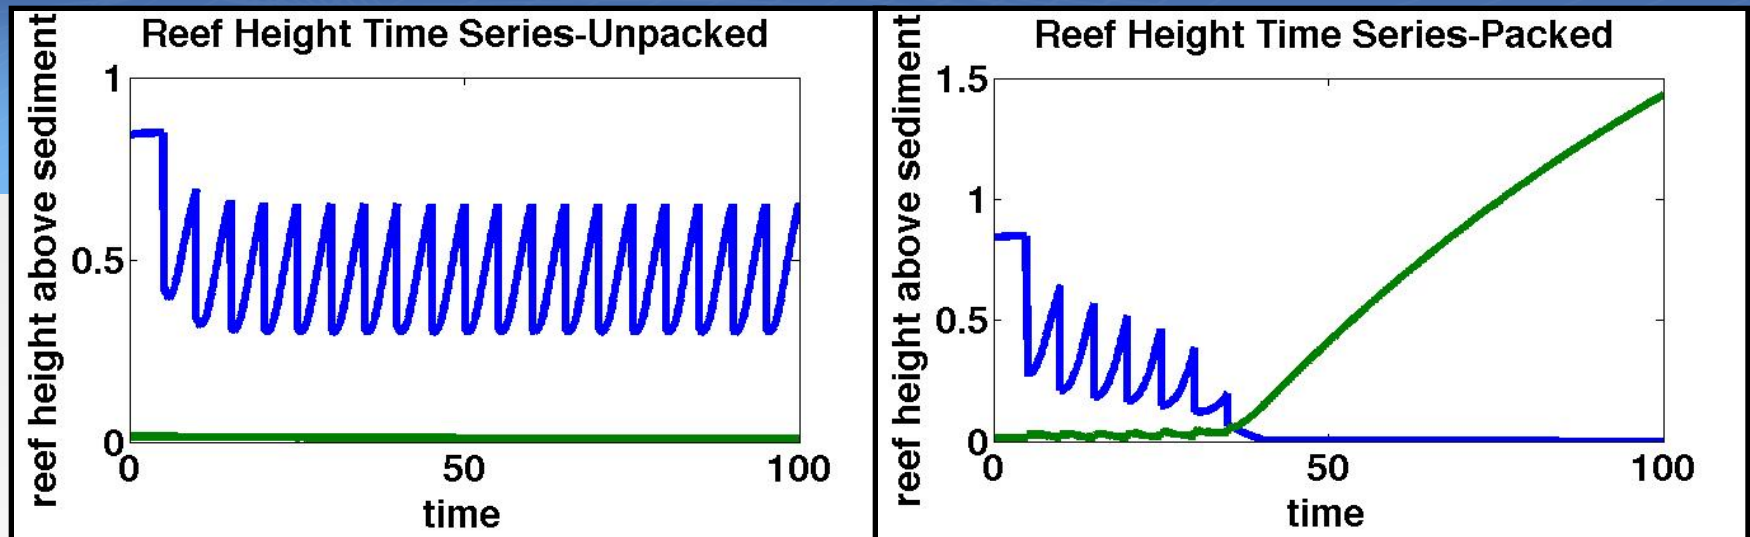 Reef Height Time Series-Unpacked
reef height above sediment
1
0.5
0
0
50
100
time
Reef Height Time Series-Packed
reef height above sediment
1.5
1
0.5
0
0
50
100
time